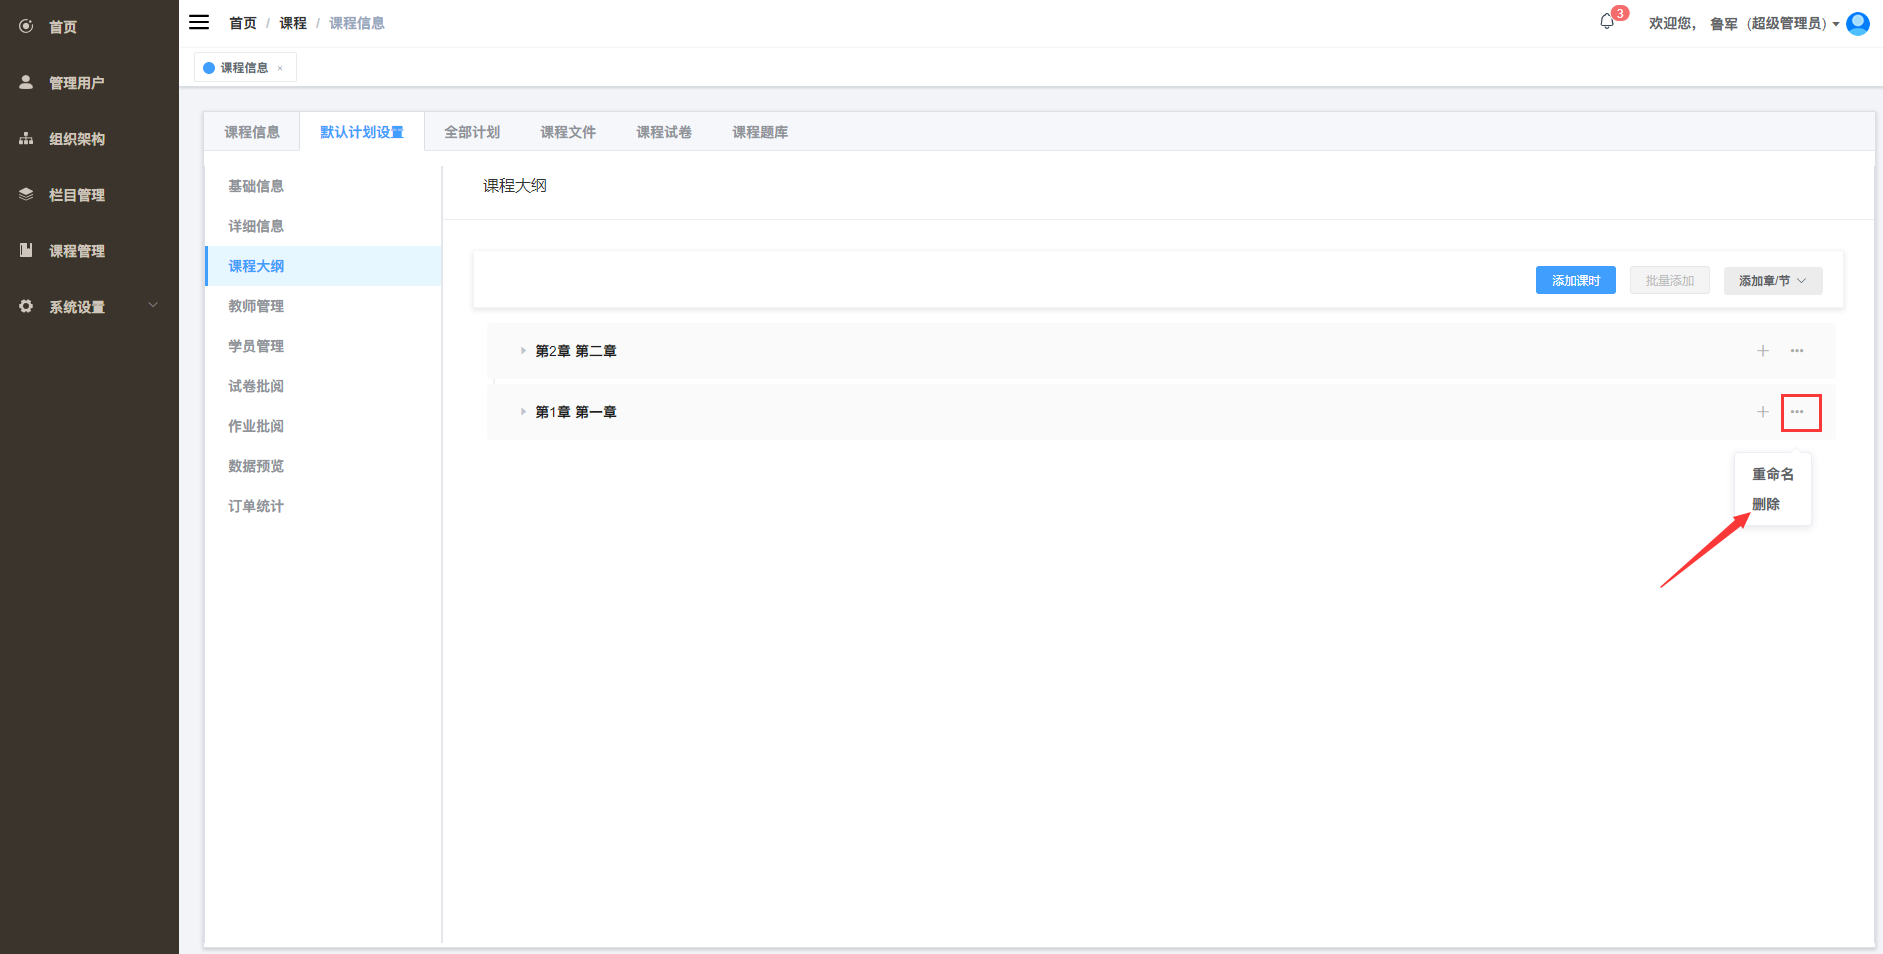 首页
管理用户
组织架构
栏目管理
课程管理
系统设置
首页 / 课程 / 课程信息
3
欢迎您, 鲁军 (超级管理员)
课程信息 ×
课程信息 默认计划设置 全部计划 课程文件 课程试卷 课程题库
基础信息
详细信息
课程大纲
教师管理
学员管理
试卷批阅
作业批阅
数据预览
订单统计
课程大纲
添加课时 批量添加 添加章/节
第2章 第二章
第1章 第一章
重命名
删除